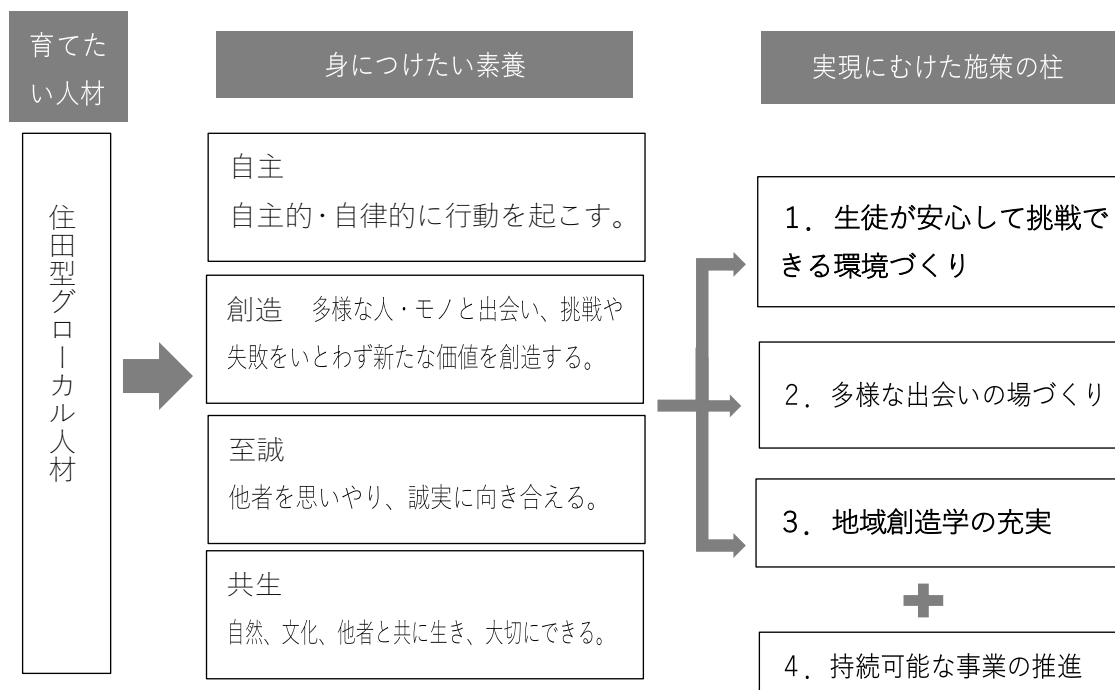 育てた
い人材
身につけたい素養
実現にむけた施策の柱
住田型グローカル人材
自主
自主的・自律的に行動を起こす。
創造　多様な人・モノと出会い、挑戦や
失敗をいとわず新たな価値を創造する。
至誠
他者を思いやり、誠実に向き合える。
共生
自然、文化、他者と共に生き、大切にできる。
１．生徒が安心して挑戦で
きる環境づくり
２．多様な出会いの場づくり
３．地域創造学の充実
４．持続可能な事業の推進